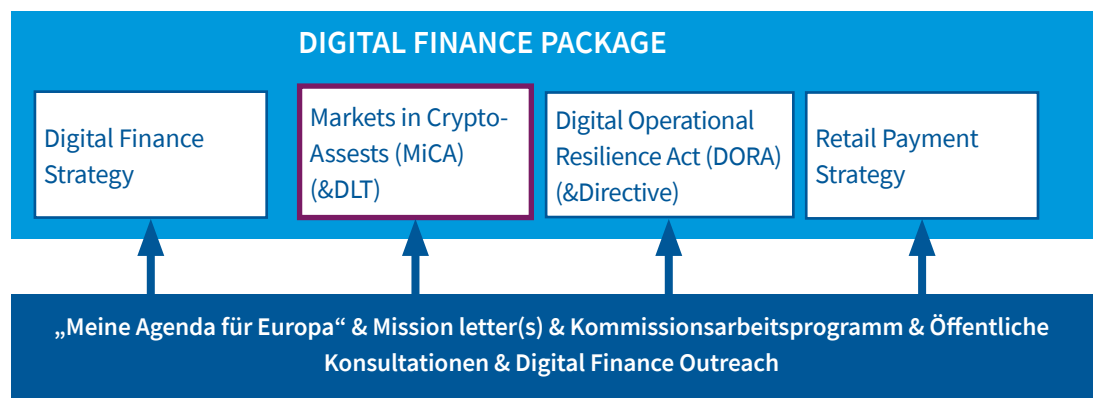 DIGITAL FINANCE PACKAGE
Digital Finance
Strategy
Markets in Crypto-
Assests (MiCA)
(&DLT)
Digital Operational
Resilience Act (DORA)
(&Directive)
Retail Payment
Strategy
„Meine Agenda für Europa“ & Mission letter(s) & Kommissionsarbeitsprogramm & Öffentliche
Konsultationen & Digital Finance Outreach